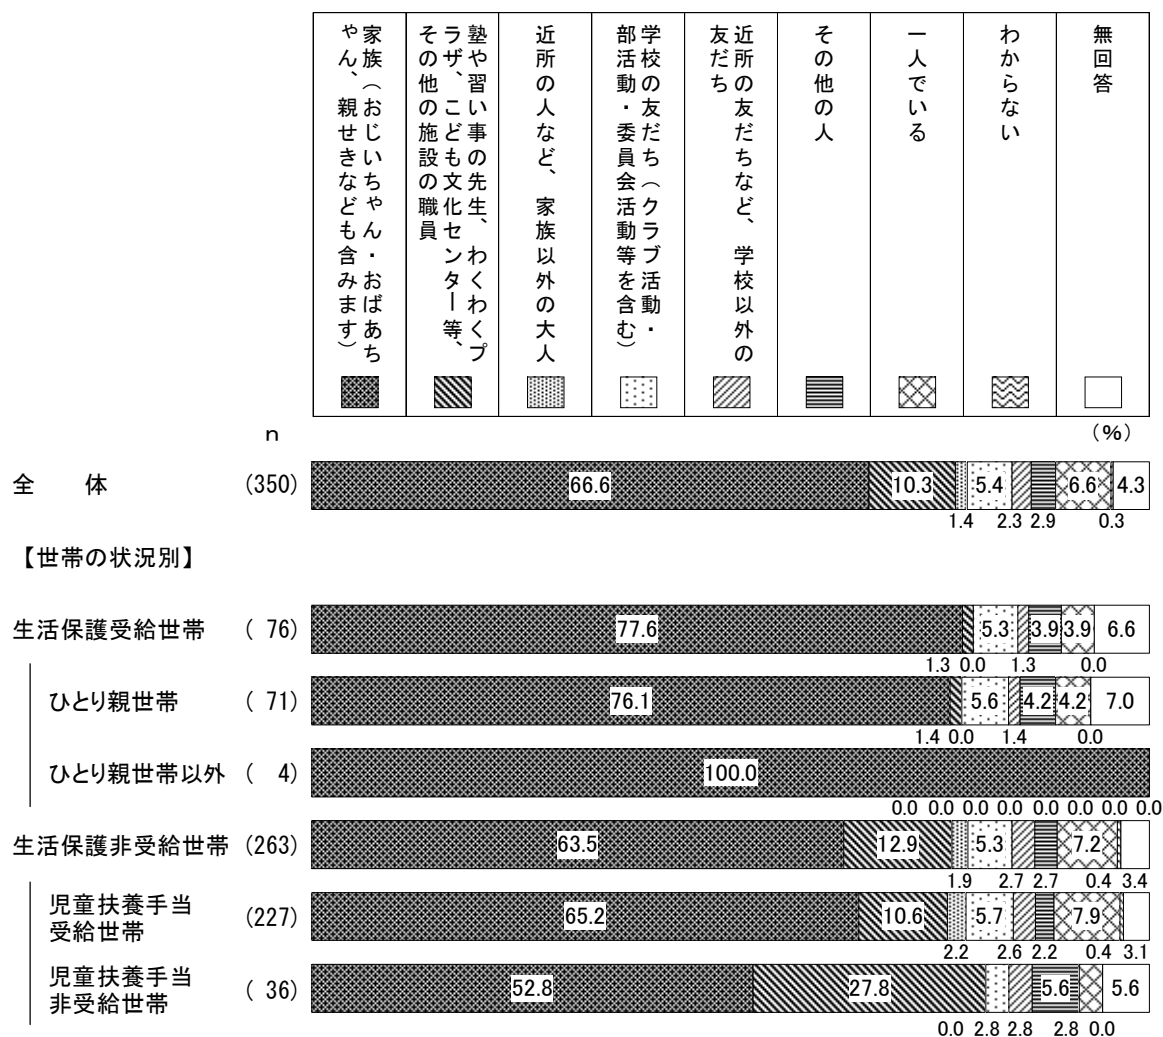 家族（おじいちゃん・おばあち
ゃん、親せきなども含みます）
塾や習い事の先生、わくわくプ
ラザ、こども文化センター等、
その他の施設の職員
近所の人など、家族以外の大人
学校の友だち（クラブ活動・
部活動・委員会活動等を含む）
近所の友だちなど、学校以外の
友だち
その他の人
一人でいる
わからない
無回答
n
(%)
全　体 (350) 66.6 10.3 5.4 6.6 4.3
1.4 2.3 2.9 0.3
【世帯の状況別】
生活保護受給世帯 ( 76) 77.6 5.3 3.9 3.9 6.6
1.3 0.0 1.3 0.0
ひとり親世帯 ( 71) 76.1 5.6 4.2 4.2 7.0
1.4 0.0 1.4 0.0
ひとり親世帯以外 ( 4) 100.0
0.0 0.0 0.0 0.0 0.0 0.0 0.0 0.0
生活保護非受給世帯 (263) 63.5 12.9 5.3 7.2
1.9 2.7 2.7 0.4 3.4
児童扶養手当
受給世帯 (227) 65.2 10.6 5.7 7.9
2.2 2.6 2.2 0.4 3.1
児童扶養手当
非受給世帯 ( 36) 52.8 27.8 5.6 5.6
0.0 2.8 2.8 2.8 0.0